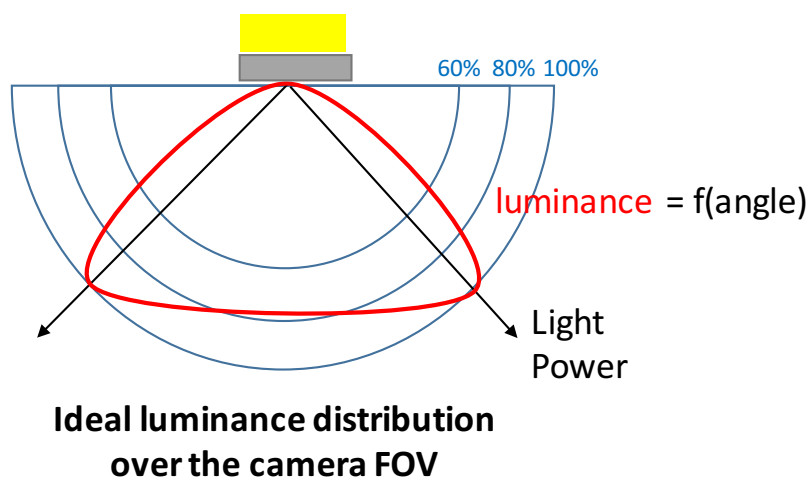 60% 80% 100%
luminance = f(angle)
Light
Power
Ideal luminance distribution
over the camera FOV